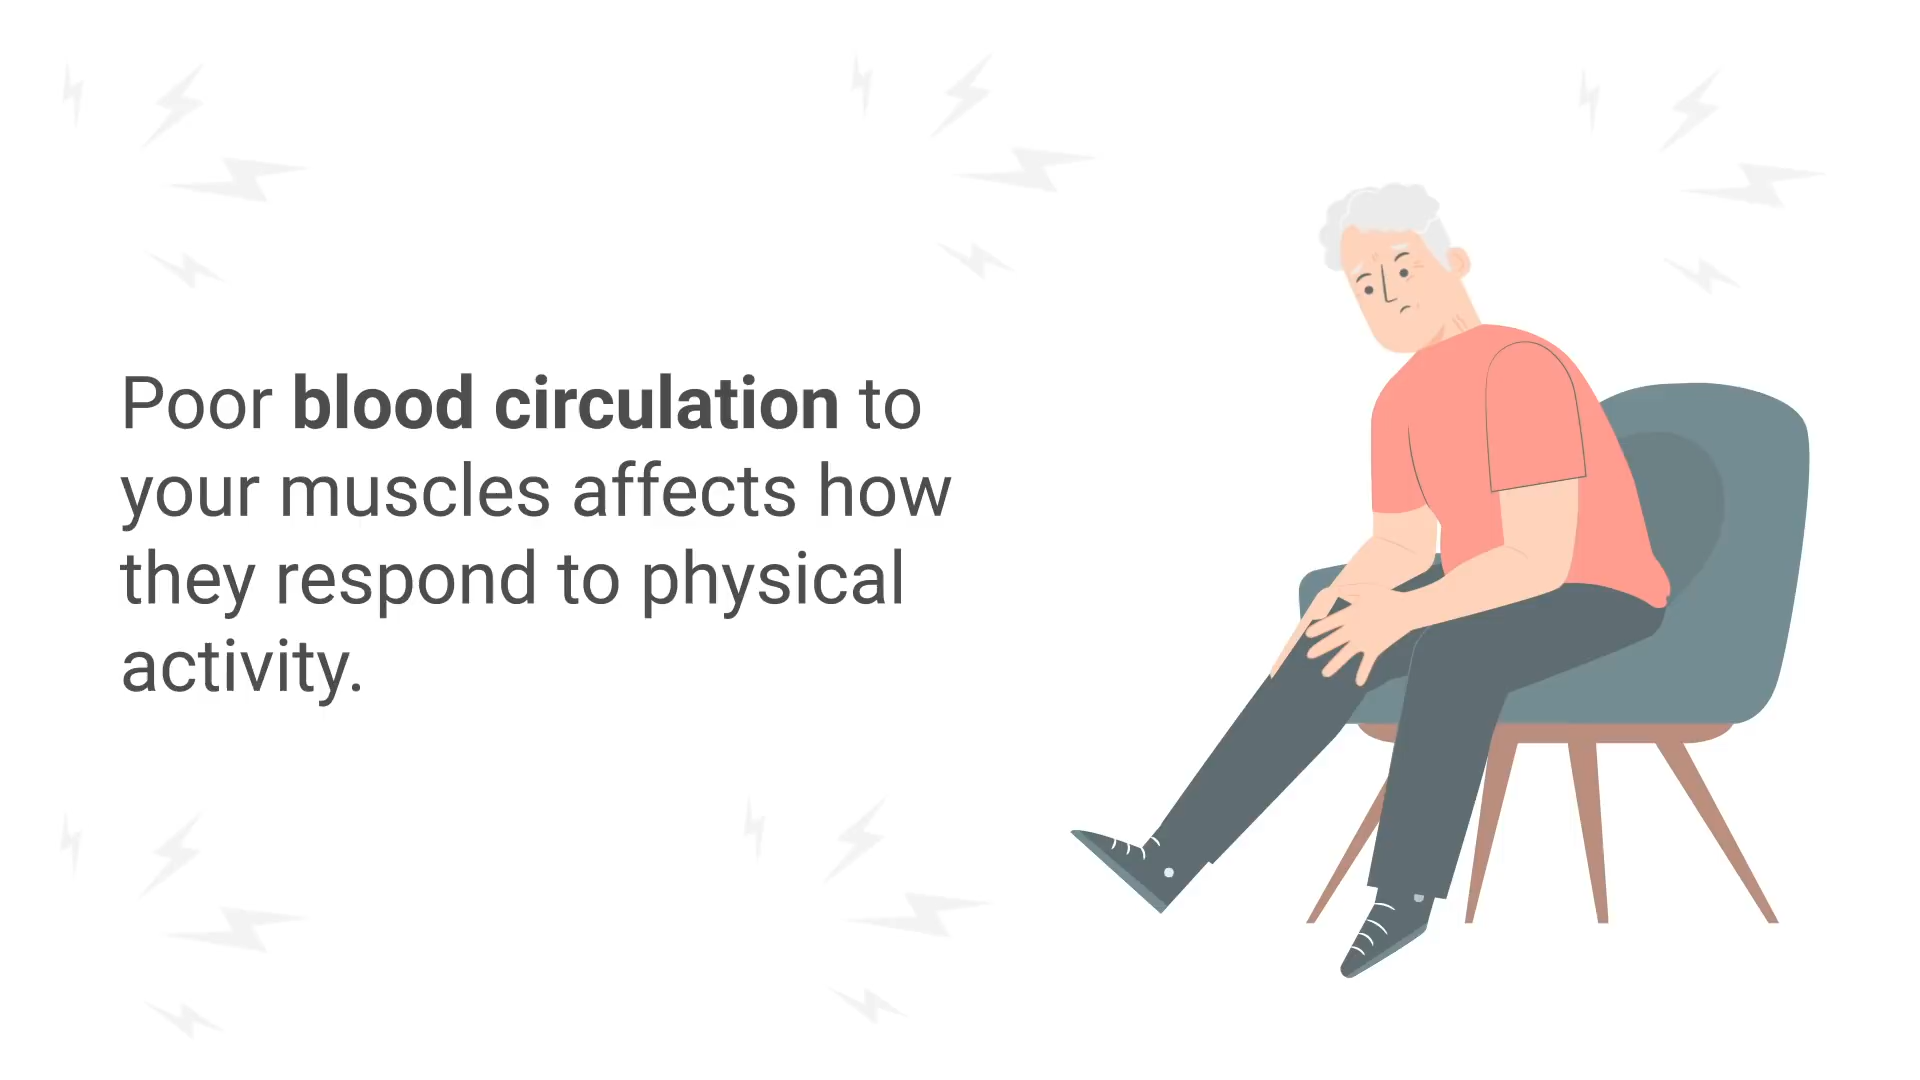 Poor blood circulation to
your muscles affects how
they respond to physical
activity.